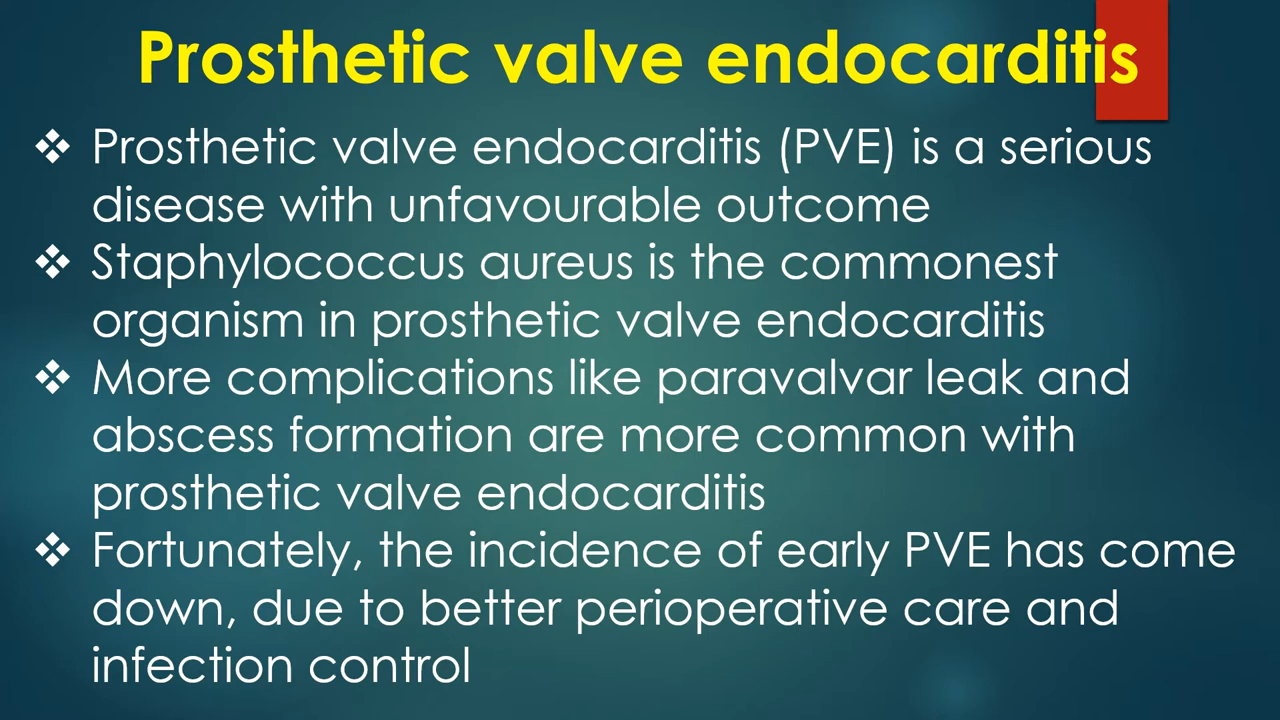 Prosthetic valve endocarditis
❖ Prosthetic valve endocarditis (PVE) is a serious
disease with unfavourable outcome
❖ Staphylococcus aureus is the commonest
organism in prosthetic valve endocarditis
❖ More complications like paravalvar leak and
abscess formation are more common with
prosthetic valve endocarditis
❖ Fortunately, the incidence of early PVE has come
down, due to better perioperative care and
infection control